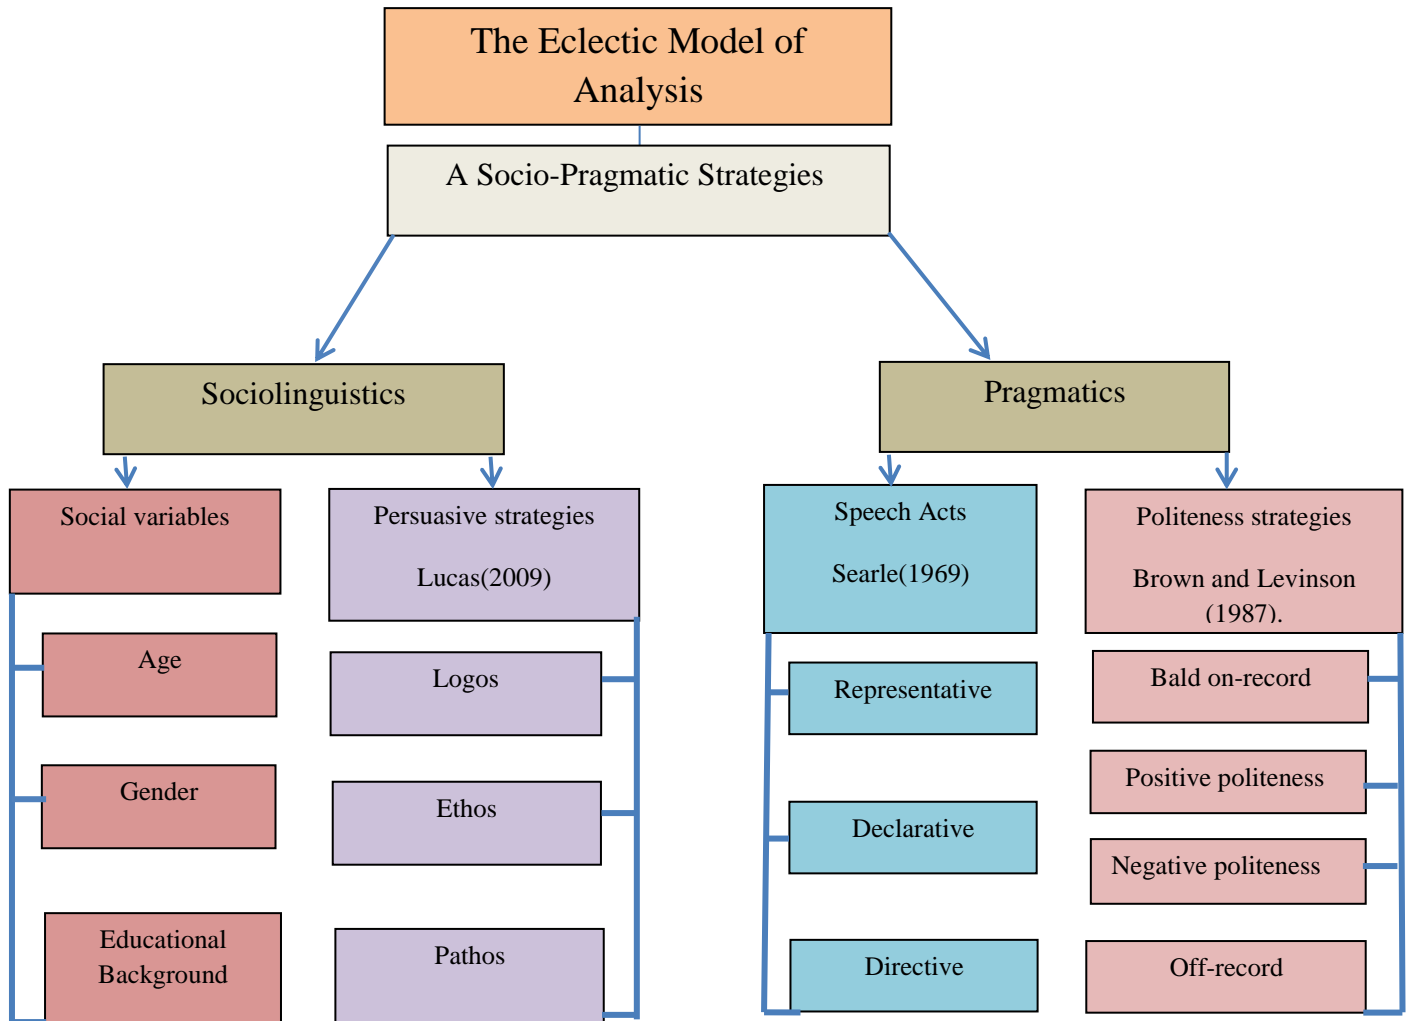 The Eclectic Model of
Analysis
A Socio-Pragmatic Strategies
Sociolinguistics
Pragmatics
Social variables
Persuasive strategies
Lucas(2009)
Speech Acts
Searle(1969)
Politeness strategies
Brown and Levinson
(1987).
Age
Gender
Educational
Background
Logos
Ethos
Pathos
Representative
Declarative
Directive
Bald on-record
Positive politeness
Negative politeness
Off-record